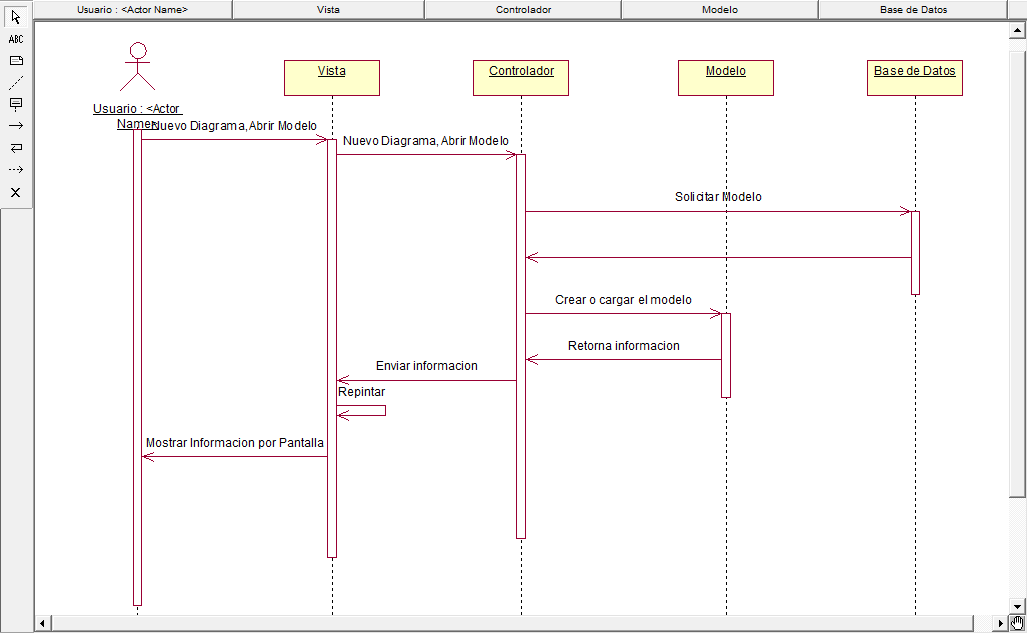 Usuario : <Actor Name>
Vista
Controlador
Modelo
Base de Datos
ABC
Vista
Controlador
Modelo
Base de Datos
Usuario : <Actor
Name>
Nuevo Diagrama, Abrir Modelo
Nuevo Diagrama, Abrir Modelo
Solicitar Modelo
Crear o cargar el modelo
Retorna informacion
Enviar informacion
Repintar
Mostrar Informacion por Pantalla